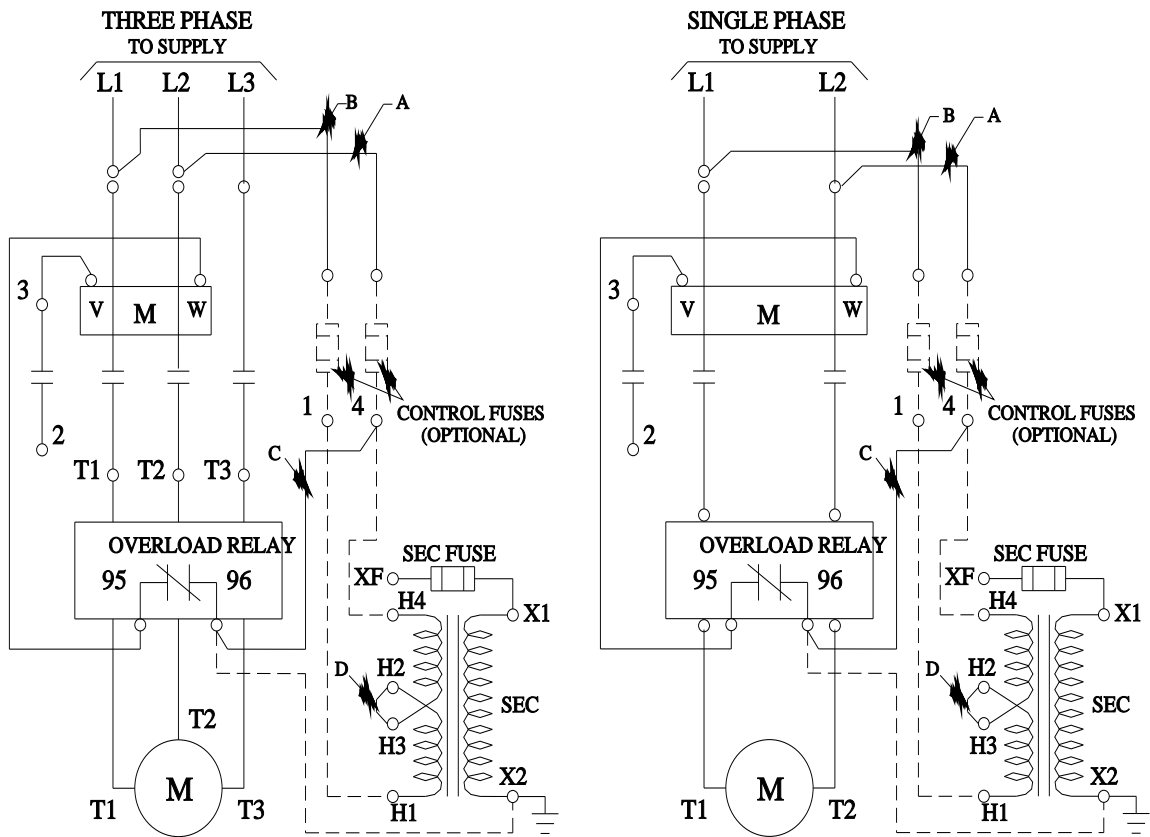 THREE PHASE
TO SUPPLY
L1 L2 L3
B A
3
V M W
1 4
CONTROL FUSES
(OPTIONAL)
2
C
T1 T2 T3
OVERLOAD RELAY
95 96
SEC FUSE
XF
H4 X1
D H2
SEC
H3
T2
X2
M
T1 T3
H1
SINGLE PHASE
TO SUPPLY
L1 L2
B A
3
V M W
1 4
CONTROL FUSES
(OPTIONAL)
2
C
OVERLOAD RELAY
95 96
SEC FUSE
XF
H4 X1
D H2
SEC
H3
X2
M
T1 T2
H1